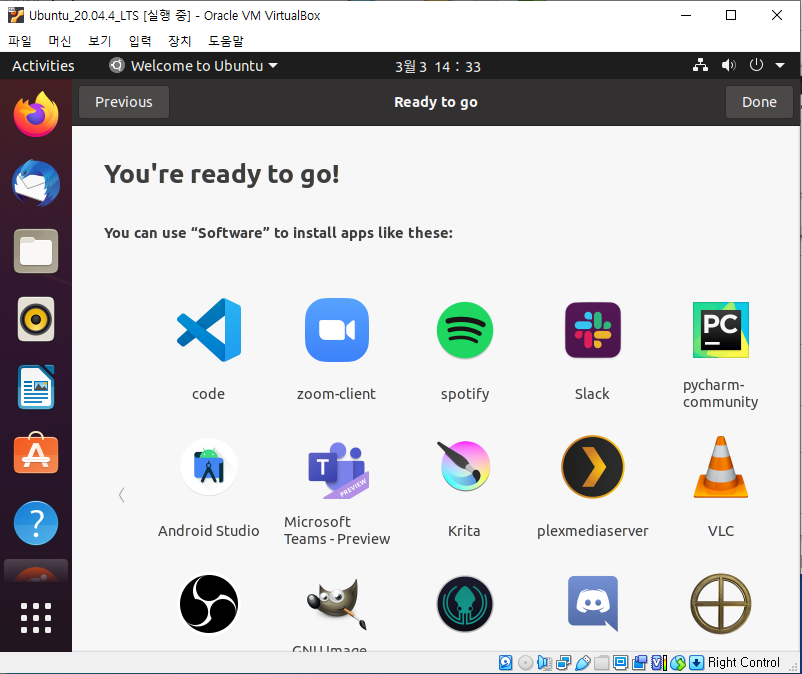 Ubuntu_20.04.4_LTS [실행 중] - Oracle VM VirtualBox
파일 머신 보기 입력 장치 도움말
Activities Welcome to Ubuntu 3월 3 14 : 33
Previous Ready to go Done
You're ready to go!
You can use “Software” to install apps like these:
PC
code zoom-client spotify Slack pycharm-
community
T
PREVIEW
Android Studio Microsoft
Teams - Preview Krita plexmediaserver VLC
GNU Image
Right Control